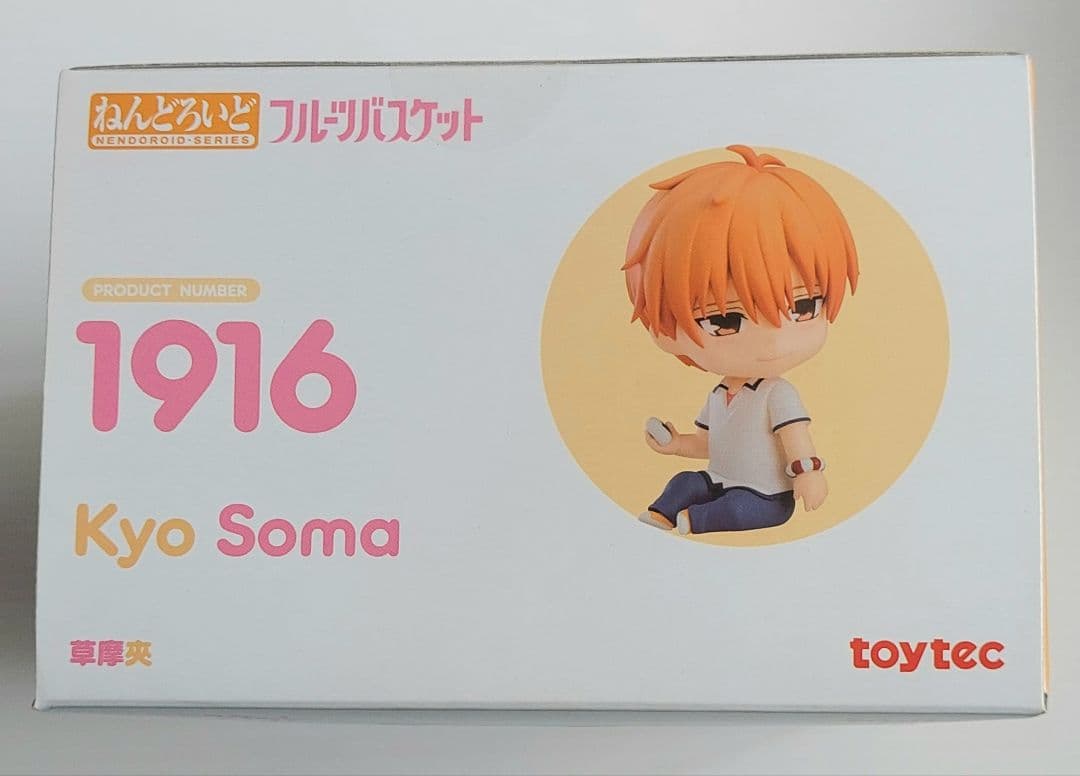 ねんどろいど フルーツバスケット
NENDOROID·SERIES
PRODUCT NUMBER
1916
Kyo Soma
草摩夾
toytec